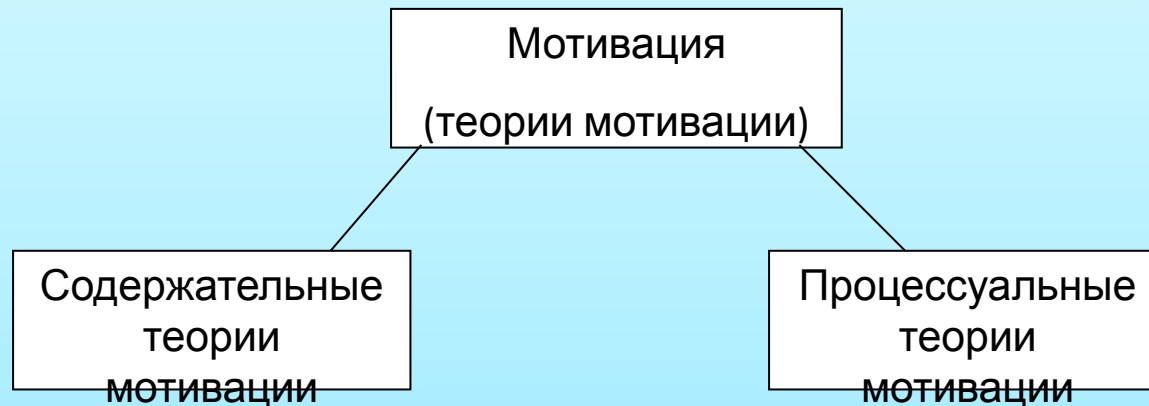 Мотивация
(теории мотивации)
Содержательные
теории
мотивации
Процессуальные
теории
мотивации